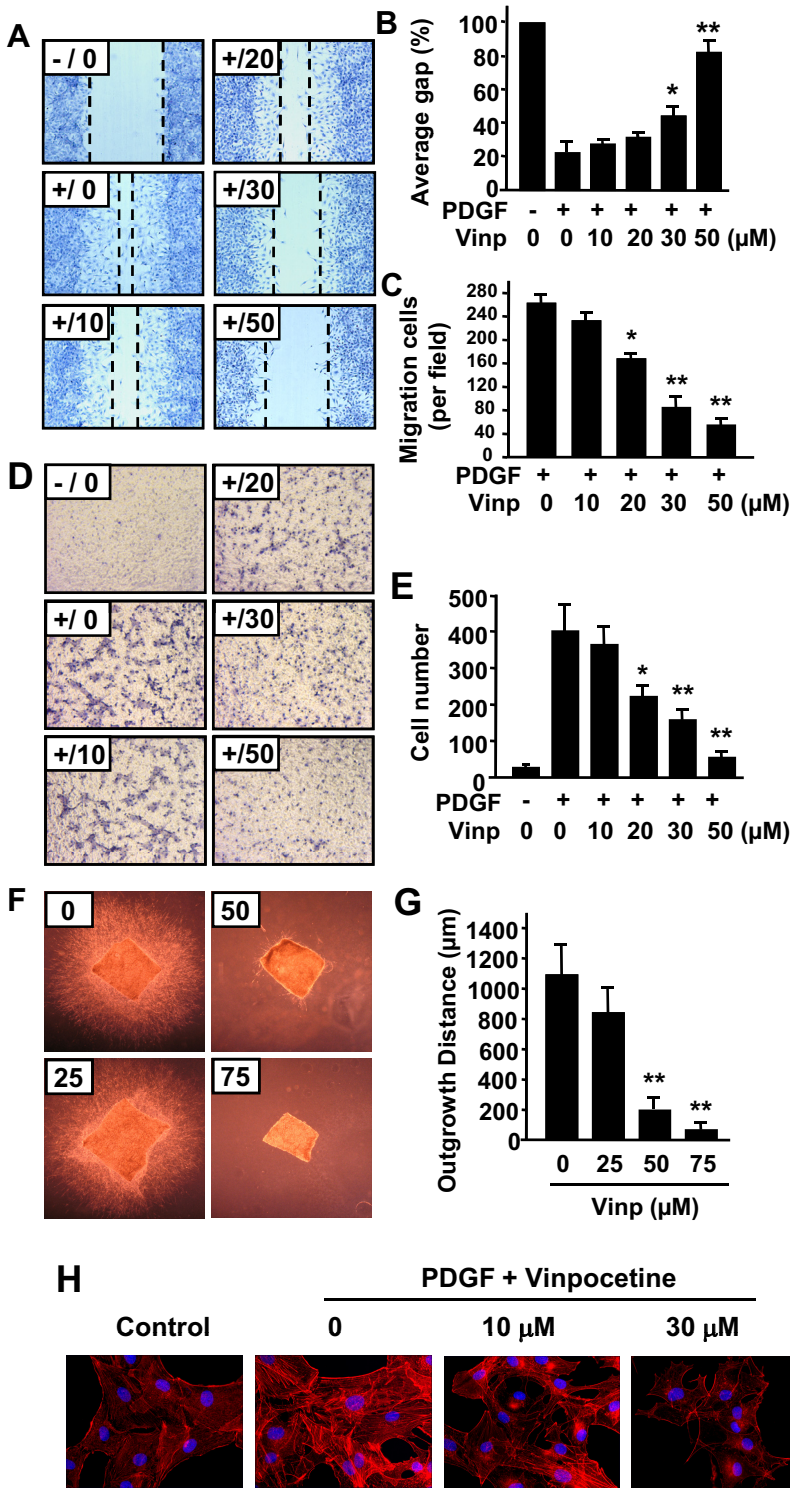 A
- / 0
+/20
+/ 0
+/30
+/10
+/50
B
Average gap (%)
100
80
60
40
20
0
* **
PDGF - + + + + +
Vinp 0 0 10 20 30 50 (µM)
C
Migration cells
(per field)
280
240
200
160
120
80
40
0
* ** **
PDGF + + + + +
Vinp 0 10 20 30 50 (µM)
D
- / 0
+/20
+/ 0
+/30
+/10
+/50
E
Cell number
500
400
300
200
100
0
* ** **
PDGF - + + + + +
Vinp 0 0 10 20 30 50 (µM)
F
0
50
25
75
G
Outgrowth Distance (µm)
1400
1200
1000
800
600
400
200
0
** **
0 25 50 75
Vinp (µM)
H
PDGF + Vinpocetine
Control 0 10 µM 30 µM